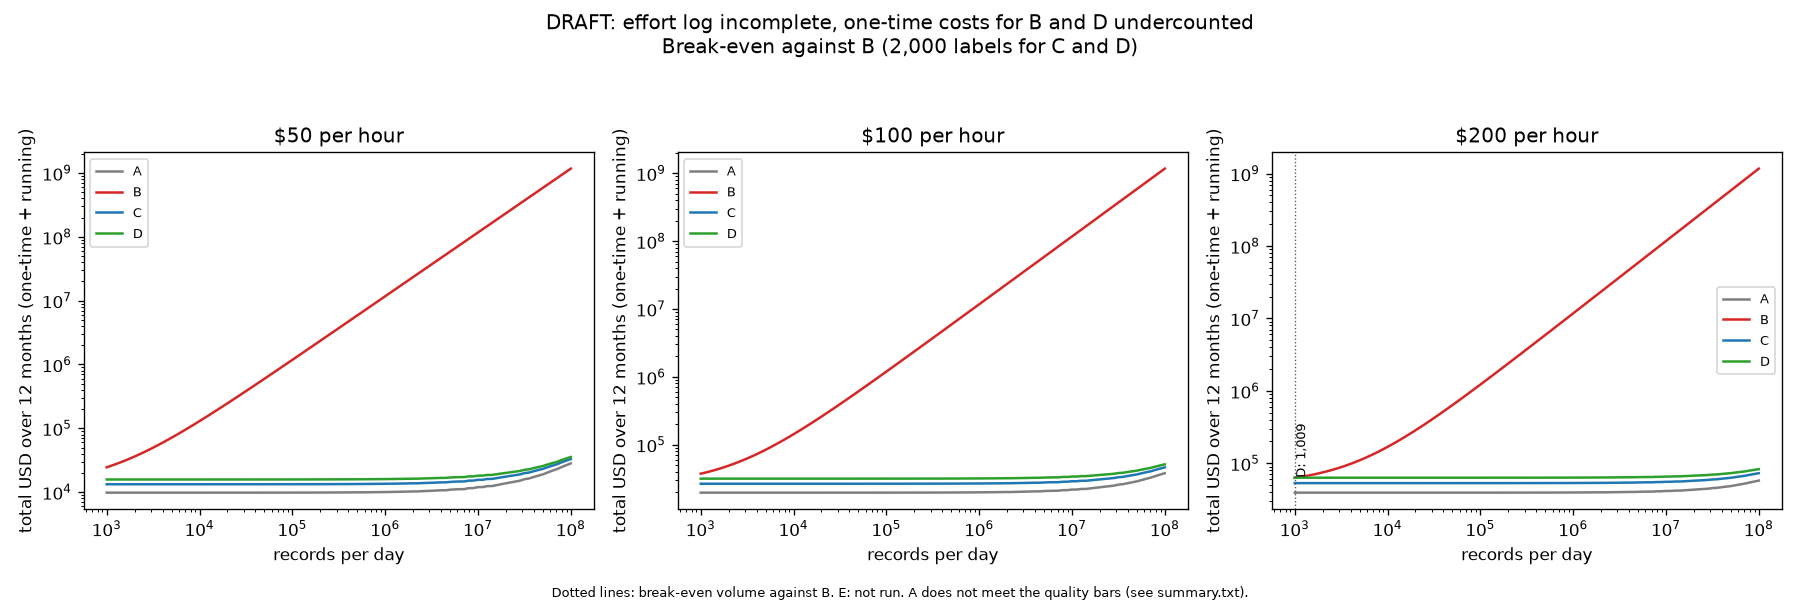 DRAFT: effort log incomplete, one-time costs for B and D undercounted
Break-even against B (2,000 labels for C and D)
$50 per hour
total USD over 12 months (one-time + running)
10⁹
10⁸
10⁷
10⁶
10⁵
10⁴
A
B
C
D
10³ 10⁴ 10⁵ 10⁶ 10⁷ 10⁸
records per day
$100 per hour
total USD over 12 months (one-time + running)
10⁹
10⁸
10⁷
10⁶
10⁵
A
B
C
D
10³ 10⁴ 10⁵ 10⁶ 10⁷ 10⁸
records per day
$200 per hour
total USD over 12 months (one-time + running)
10⁹
10⁸
10⁷
10⁶
10⁵
A
B
C
D
D: 1,009
10³ 10⁴ 10⁵ 10⁶ 10⁷ 10⁸
records per day
Dotted lines: break-even volume against B. E: not run. A does not meet the quality bars (see summary.txt).